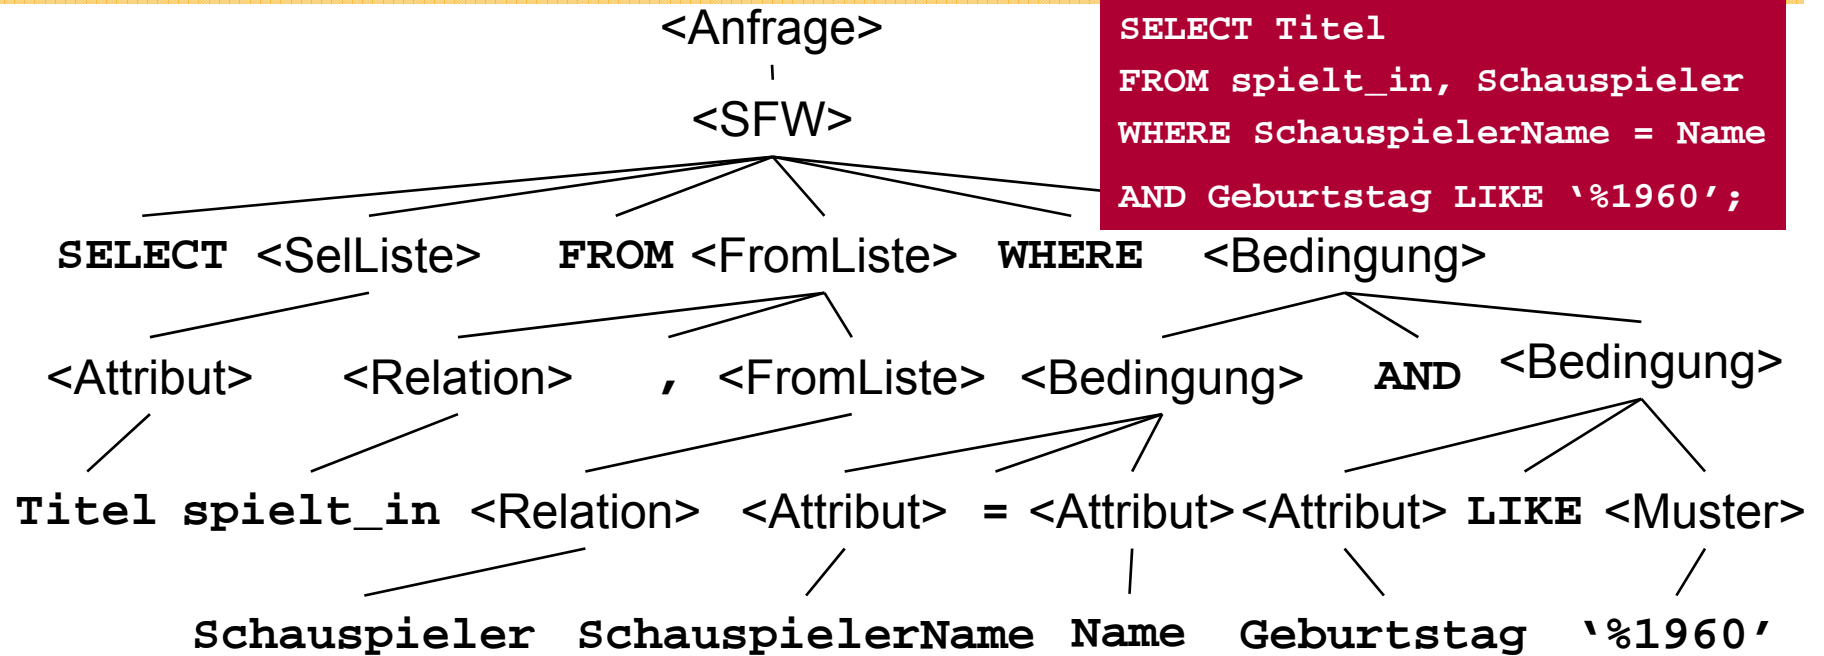 <Anfrage>
SELECT Titel
FROM spielt_in, Schauspieler
WHERE SchauspielerName = Name
AND Geburtstag LIKE ‘%1960’;
<SFW>
SELECT <SelListe> FROM <FromListe> WHERE <Bedingung>
<Attribut> <Relation> , <FromListe> <Bedingung> AND <Bedingung>
Titel spielt_in <Relation> <Attribut> = <Attribut> <Attribut> LIKE <Muster>
Schauspieler SchauspielerName Name Geburtstag ‘%1960’